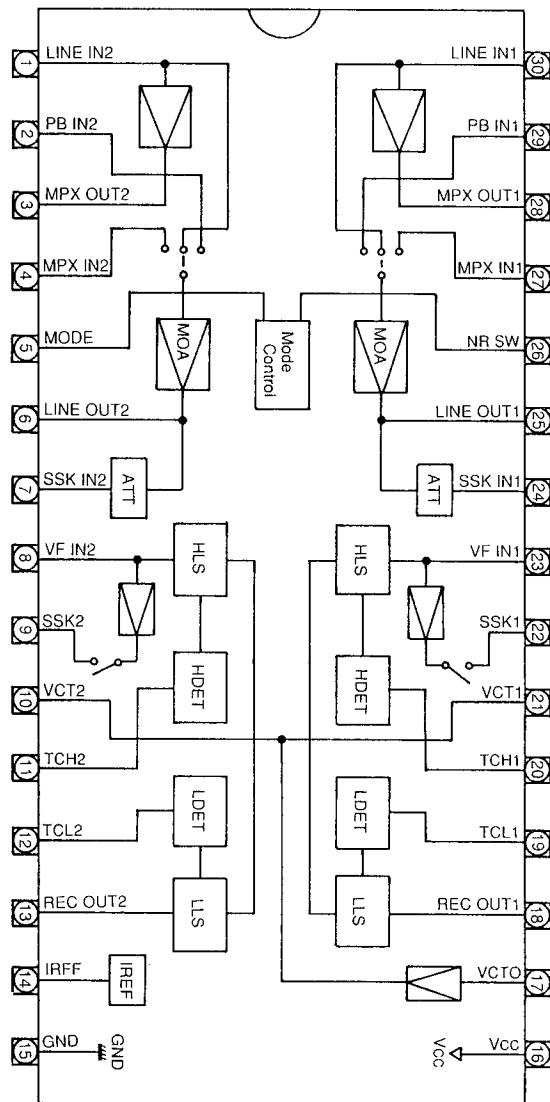 1 LINE IN2 LINE IN1 30
2 PB IN2 PB IN1 29
3 MPX OUT2 MPX OUT1 28
4 MPX IN2 MPX IN1 27
5 MODE MOA Mode Control MOA NR SW 26
6 LINE OUT2 LINE OUT1 25
7 SSK IN2 ATT ATT SSK IN1 24
8 VF IN2 HLS HLS VF IN1 23
9 SSK2 SSK1 22
10 VCT2 HDET HDET VCT1 21
11 TCH2 TCH1 20
12 TCL2 LDET LDET TCL1 19
13 REC OUT2 LLS LLS REC OUT1 18
14 IRFF IREF VCTO 17
15 GND GND Vcc Vcc 16